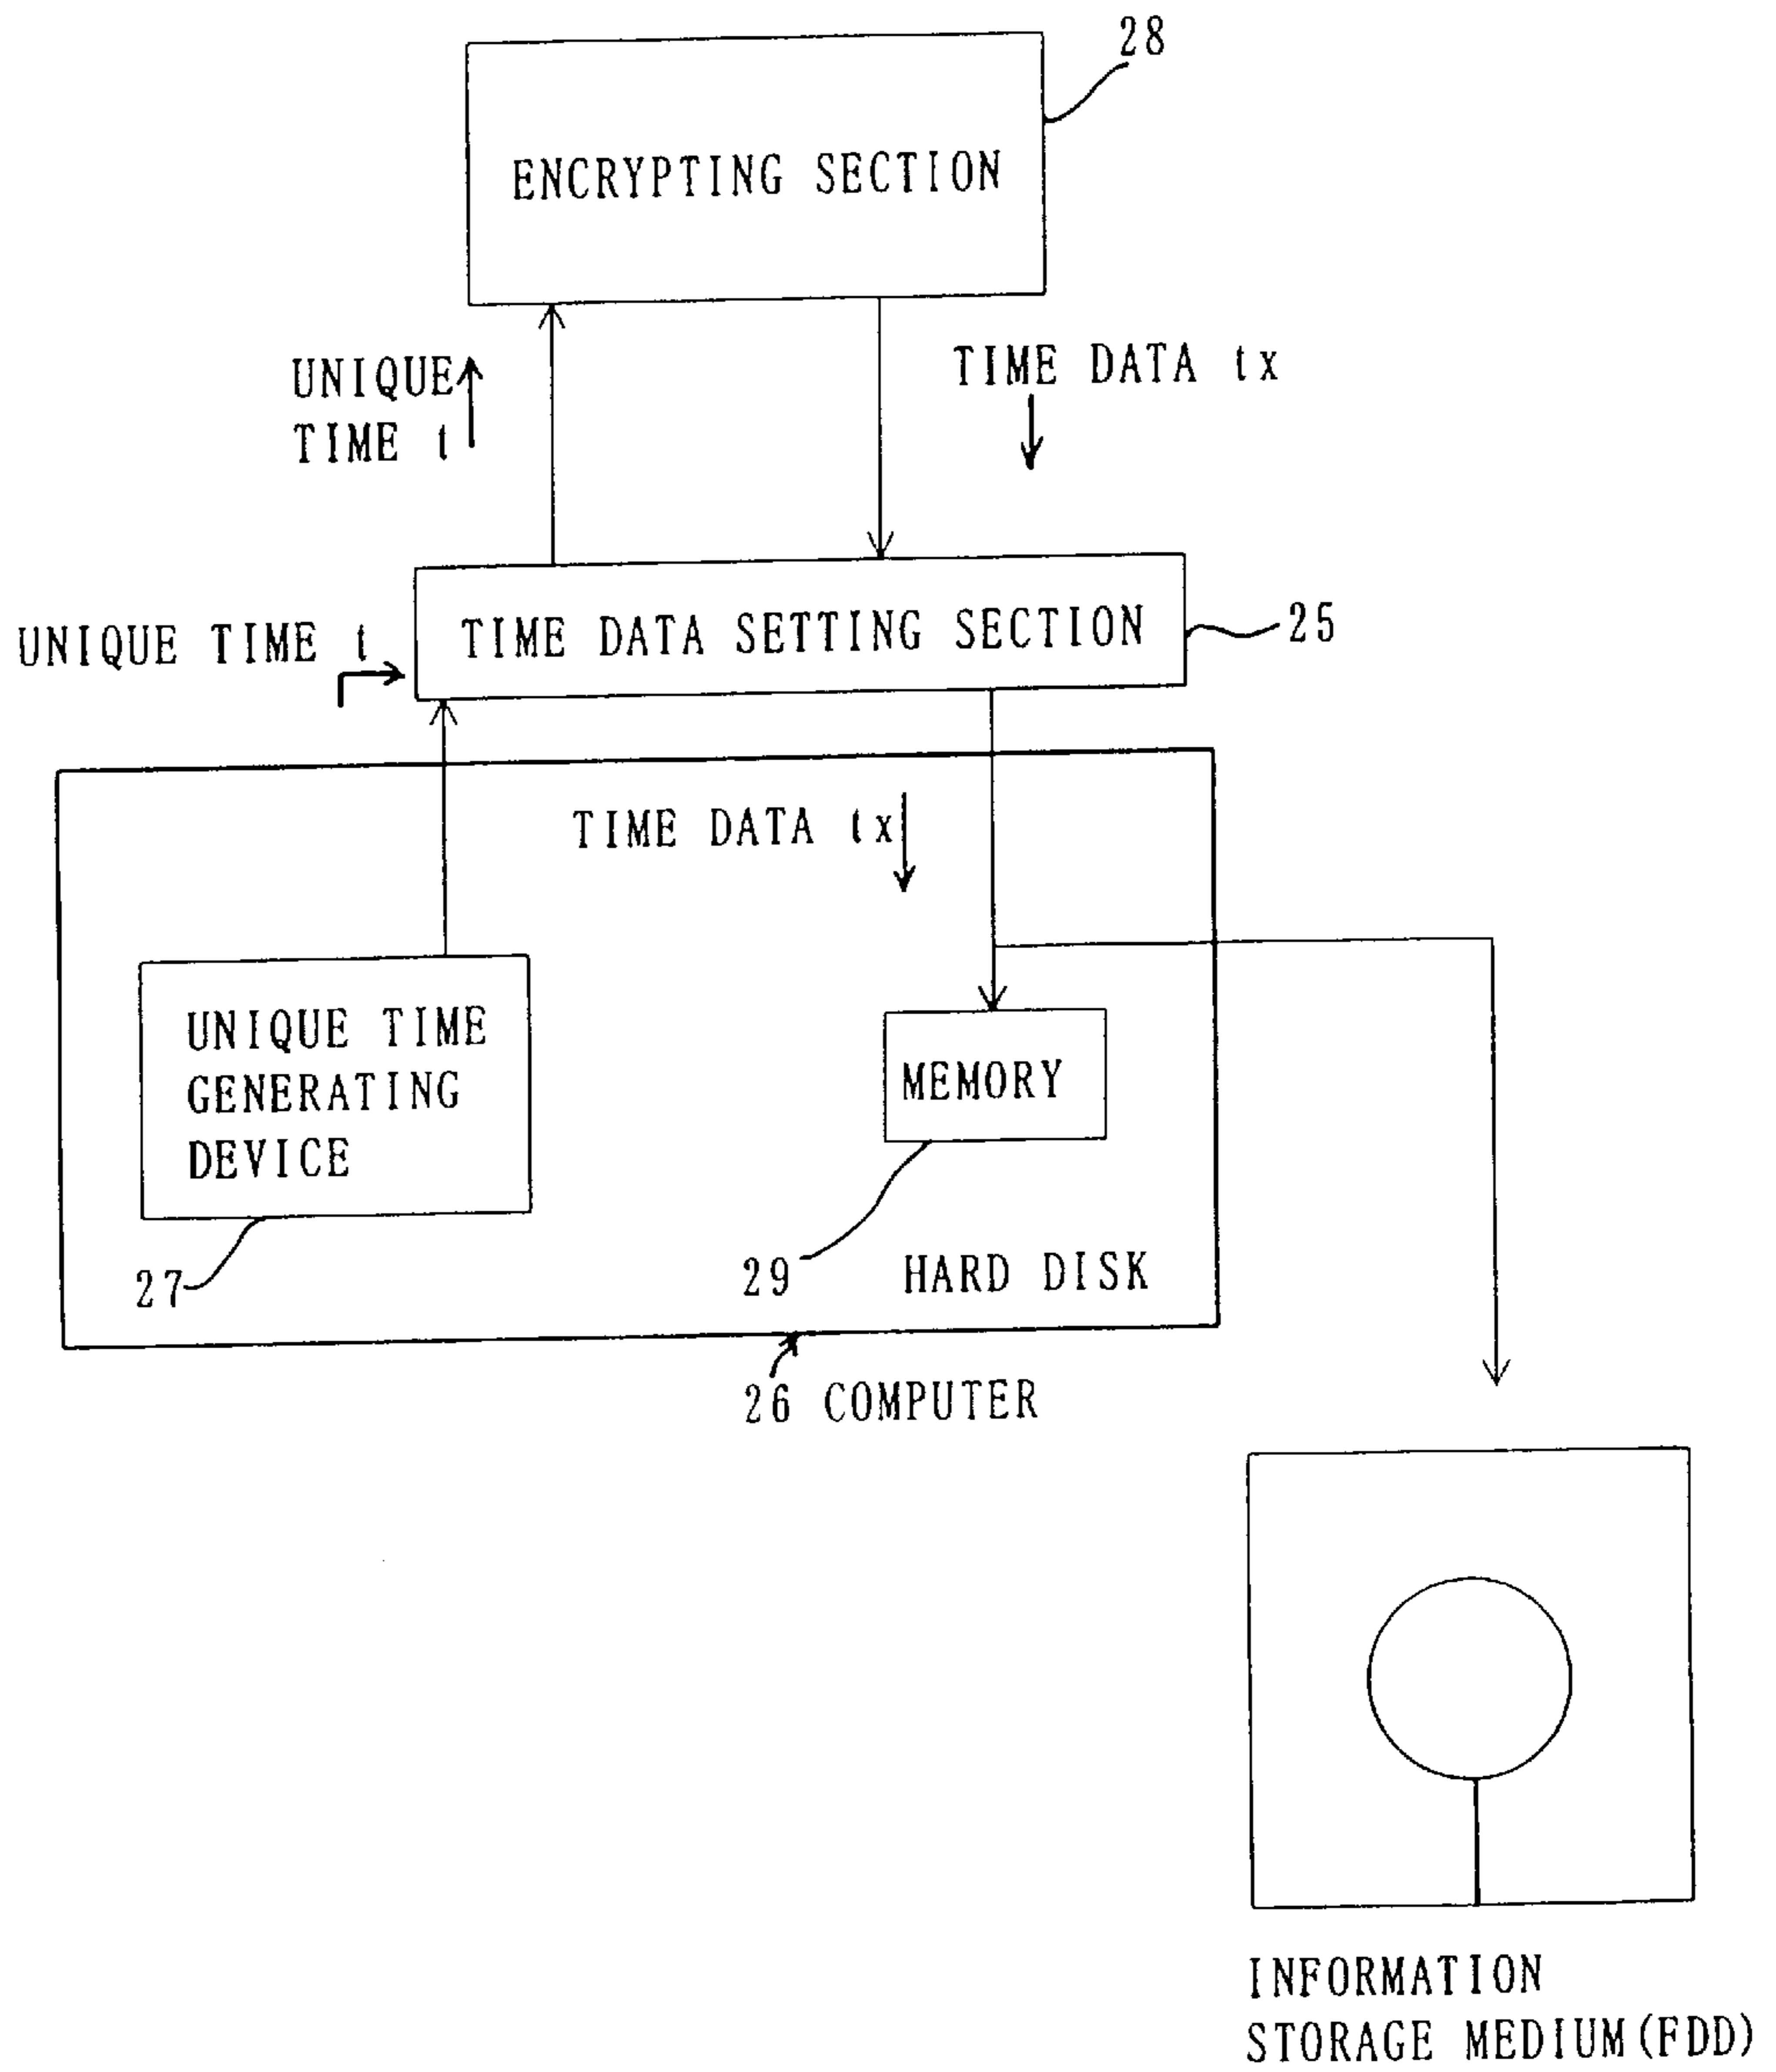 28
ENCRYPTING SECTION
UNIQUE
TIME t
TIME DATA tx
UNIQUE TIME t
TIME DATA SETTING SECTION
25
TIME DATA tx
UNIQUE TIME
GENERATING
DEVICE
MEMORY
27
29
HARD DISK
26 COMPUTER
INFORMATION
STORAGE MEDIUM(FDD)